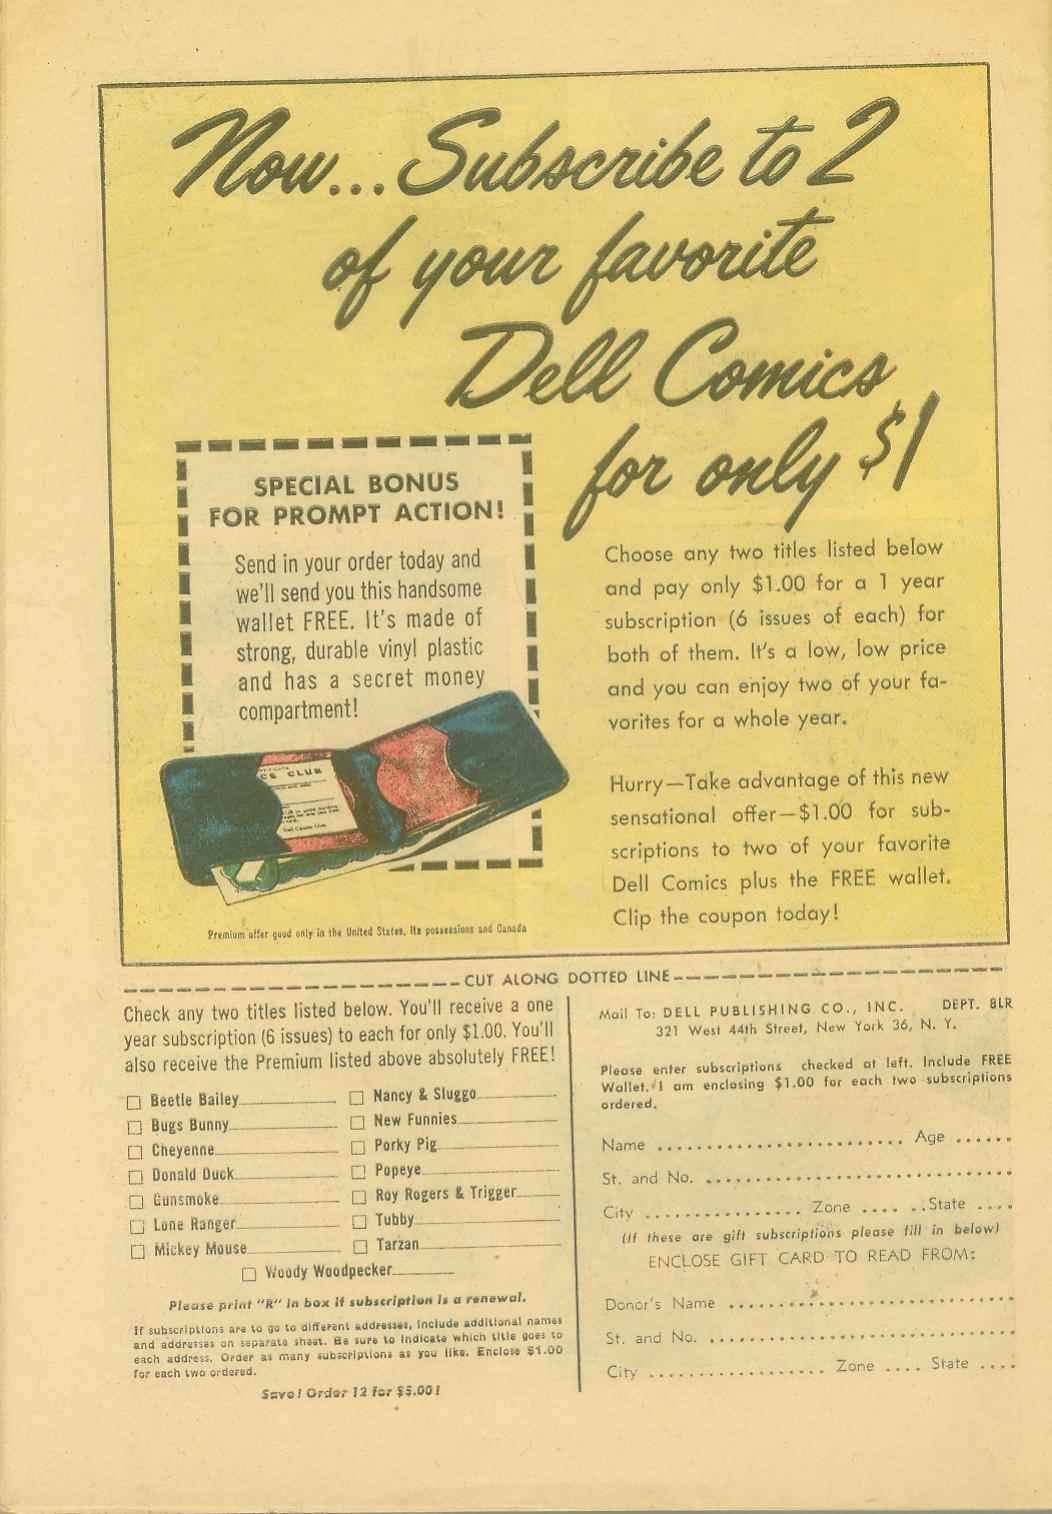 Now... Subscribe to 2
of your favorite
Dell Comics
for only $1
SPECIAL BONUS
FOR PROMPT ACTION!
Send in your order today and
we'll send you this handsome
wallet FREE. It's made of
strong, durable vinyl plastic
and has a secret money
compartment!
CLUB
Premium offer good only in the United States, its possessions and Canada
Choose any two titles listed below
and pay only $1.00 for a 1 year
subscription (6 issues of each) for
both of them. It's a low, low price
and you can enjoy two of your fa-
vorites for a whole year.
Hurry—Take advantage of this new
sensational offer—$1.00 for sub-
scriptions to two of your favorite
Dell Comics plus the FREE wallet.
Clip the coupon today!
CUT ALONG DOTTED LINE
Check any two titles listed below. You'll receive a one
year subscription (6 issues) to each for only $1.00. You'll
also receive the Premium listed above absolutely FREE!
Beetle Bailey
Bugs Bunny
Cheyenne
Donald Duck
Gunsmoke
Lone Ranger
Mickey Mouse
Nancy & Sluggo
New Funnies
Porky Pig
Popeye
Roy Rogers & Trigger
Tubby
Tarzan
Woody Woodpecker
Please print "R" in box if subscription is a renewal.
If subscriptions are to go to different addresses, include additional names
and addresses on separate sheet. Be sure to indicate which title goes to
each address. Order as many subscriptions as you like. Enclose $1.00
for each two ordered.
Save! Order 12 for $5.00!
Mail To: DELL PUBLISHING CO., INC. DEPT. 8LR
321 West 44th Street, New York 36, N. Y.
Please enter subscriptions checked at left. Include FREE
Wallet. I am enclosing $1.00 for each two subscriptions
ordered.
Name ........................ Age ......
St. and No. ..............................
City ................ Zone .... ..State ....
(If these are gift subscriptions please fill in below)
ENCLOSE GIFT CARD TO READ FROM:
Donor's Name ............................
St. and No. ..............................
City .................. Zone .... State ....